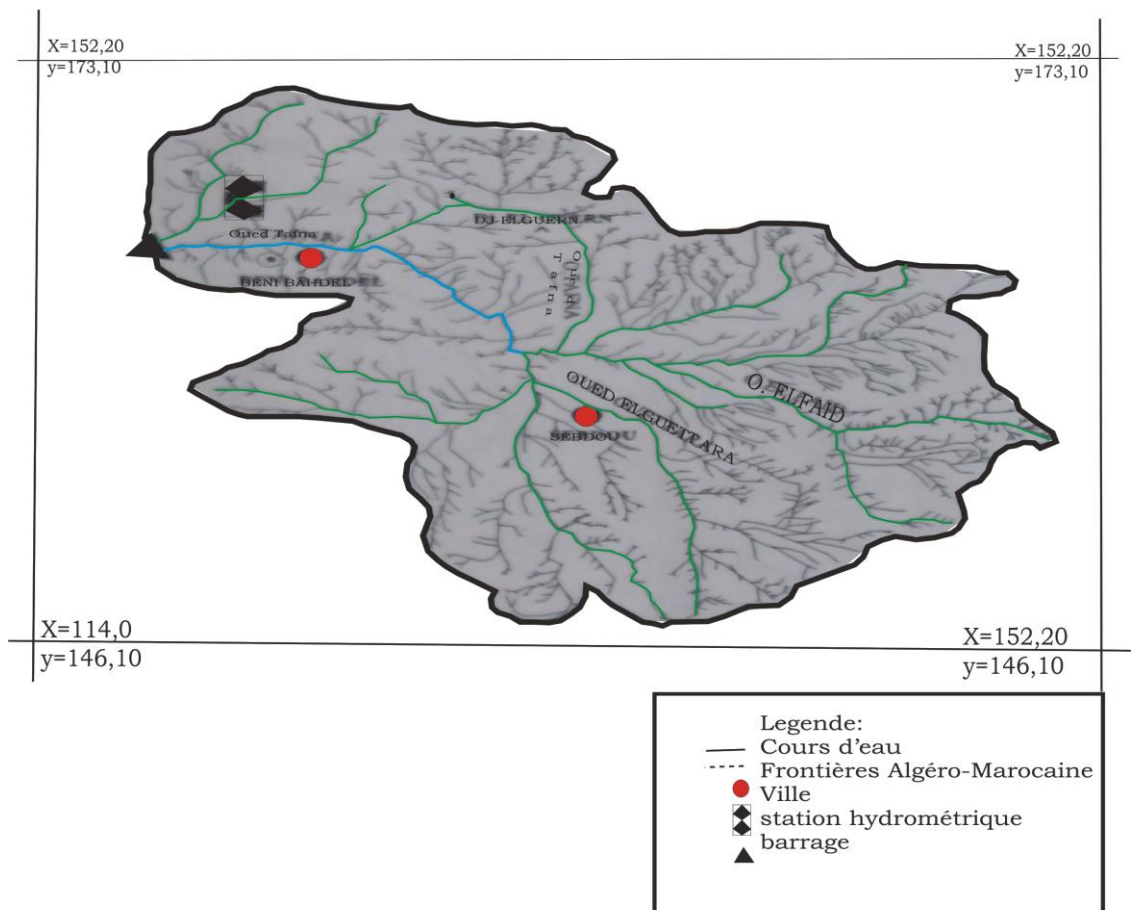 X=152,20
y=173,10
X=152,20
y=173,10
DJ ELGUERN
Oued Tafna
Oued
Tafna
BENI BAHDEL
OUED ELGUETTARA
O. ELFAID
SEBDOU
X=114,0
y=146,10
X=152,20
y=146,10
Legende:
Cours d'eau
Frontières Algéro-Marocaine
Ville
station hydrométrique
barrage